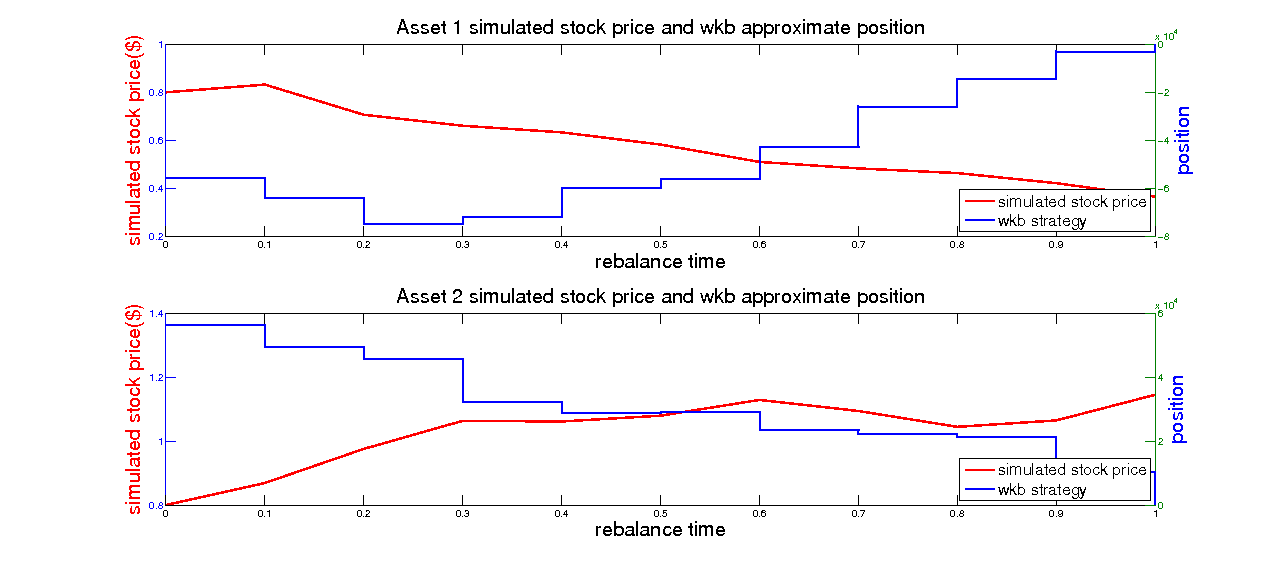 Asset 1 simulated stock price and wkb approximate position
x 10^4
simulated stock price($)
1
0.8
0.6
0.4
0.2
0
−2
−4
−6
−8
position
simulated stock price
wkb strategy
0 0.1 0.2 0.3 0.4 0.5 0.6 0.7 0.8 0.9 1
rebalance time
Asset 2 simulated stock price and wkb approximate position
x 10^4
simulated stock price($)
1.4
1.2
1
0.8
6
4
2
0
position
simulated stock price
wkb strategy
0 0.1 0.2 0.3 0.4 0.5 0.6 0.7 0.8 0.9 1
rebalance time